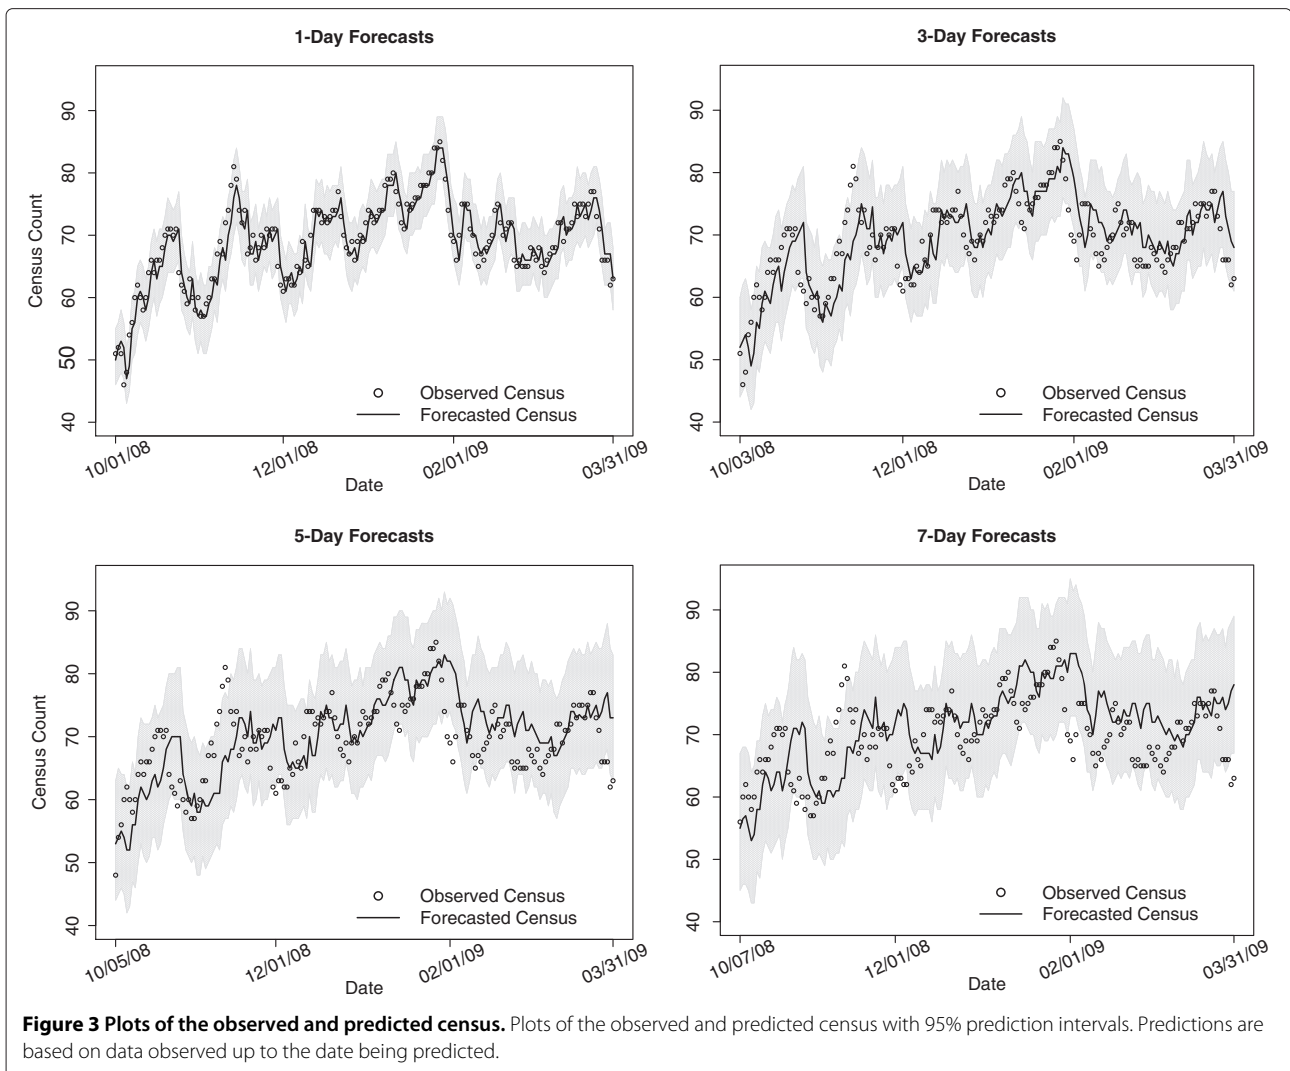 1-Day Forecasts
Census Count
90
80
70
60
50
40
Observed Census
Forecasted Census
10/01/08
12/01/08
02/01/09
03/31/09
Date
3-Day Forecasts
90
80
70
60
50
40
Observed Census
Forecasted Census
10/03/08
12/01/08
02/01/09
03/31/09
Date
5-Day Forecasts
Census Count
90
80
70
60
50
40
Observed Census
Forecasted Census
10/05/08
12/01/08
02/01/09
03/31/09
Date
7-Day Forecasts
90
80
70
60
50
40
Observed Census
Forecasted Census
10/07/08
12/01/08
02/01/09
03/31/09
Date
Figure 3 Plots of the observed and predicted census. Plots of the observed and predicted census with 95% prediction intervals. Predictions are
based on data observed up to the date being predicted.